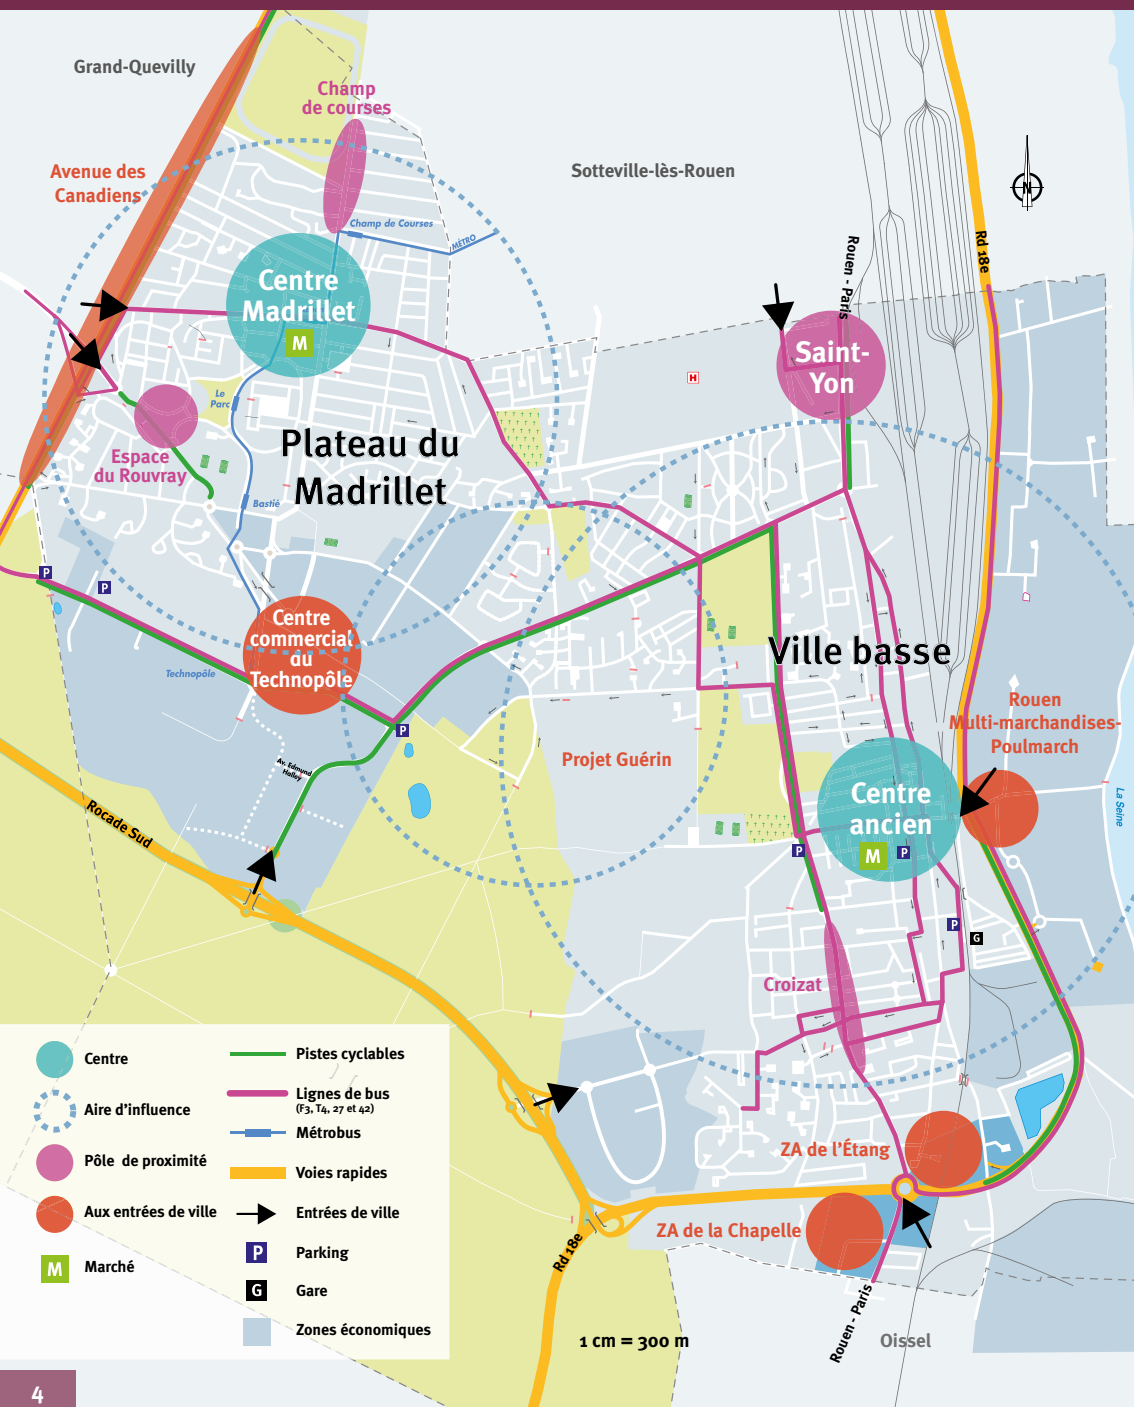 Grand-Quevilly
Champ
de courses
Avenue des
Canadiens
Sotteville-lès-Rouen
N
Champ de Courses
MÉTRO
Rouen - Paris
Rd 18e
Centre
Madrillet
M
Saint-
Yon
H
Le
Parc
Espace
du Rouvray
Plateau du
Madrillet
Bastié
P
P
Centre
commercial
du
Technopôle
Technopôle
Ville basse
P
Rouen
Multi-marchandises-
Poulmarch
Projet Guérin
Av. Edmund
Halley
Rocade Sud
La Seine
Centre
ancien
M
P
P
P
G
Croizat
Centre
Aire d'influence
Pôle de proximité
Aux entrées de ville
M
Marché
Pistes cyclables
Lignes de bus
(F3, T4, 27 et 42)
Métrobus
Voies rapides
Entrées de ville
P
Parking
G
Gare
Zones économiques
ZA de l'Étang
ZA de la Chapelle
Rd 18e
Rouen - Paris
1 cm = 300 m
Oissel
4